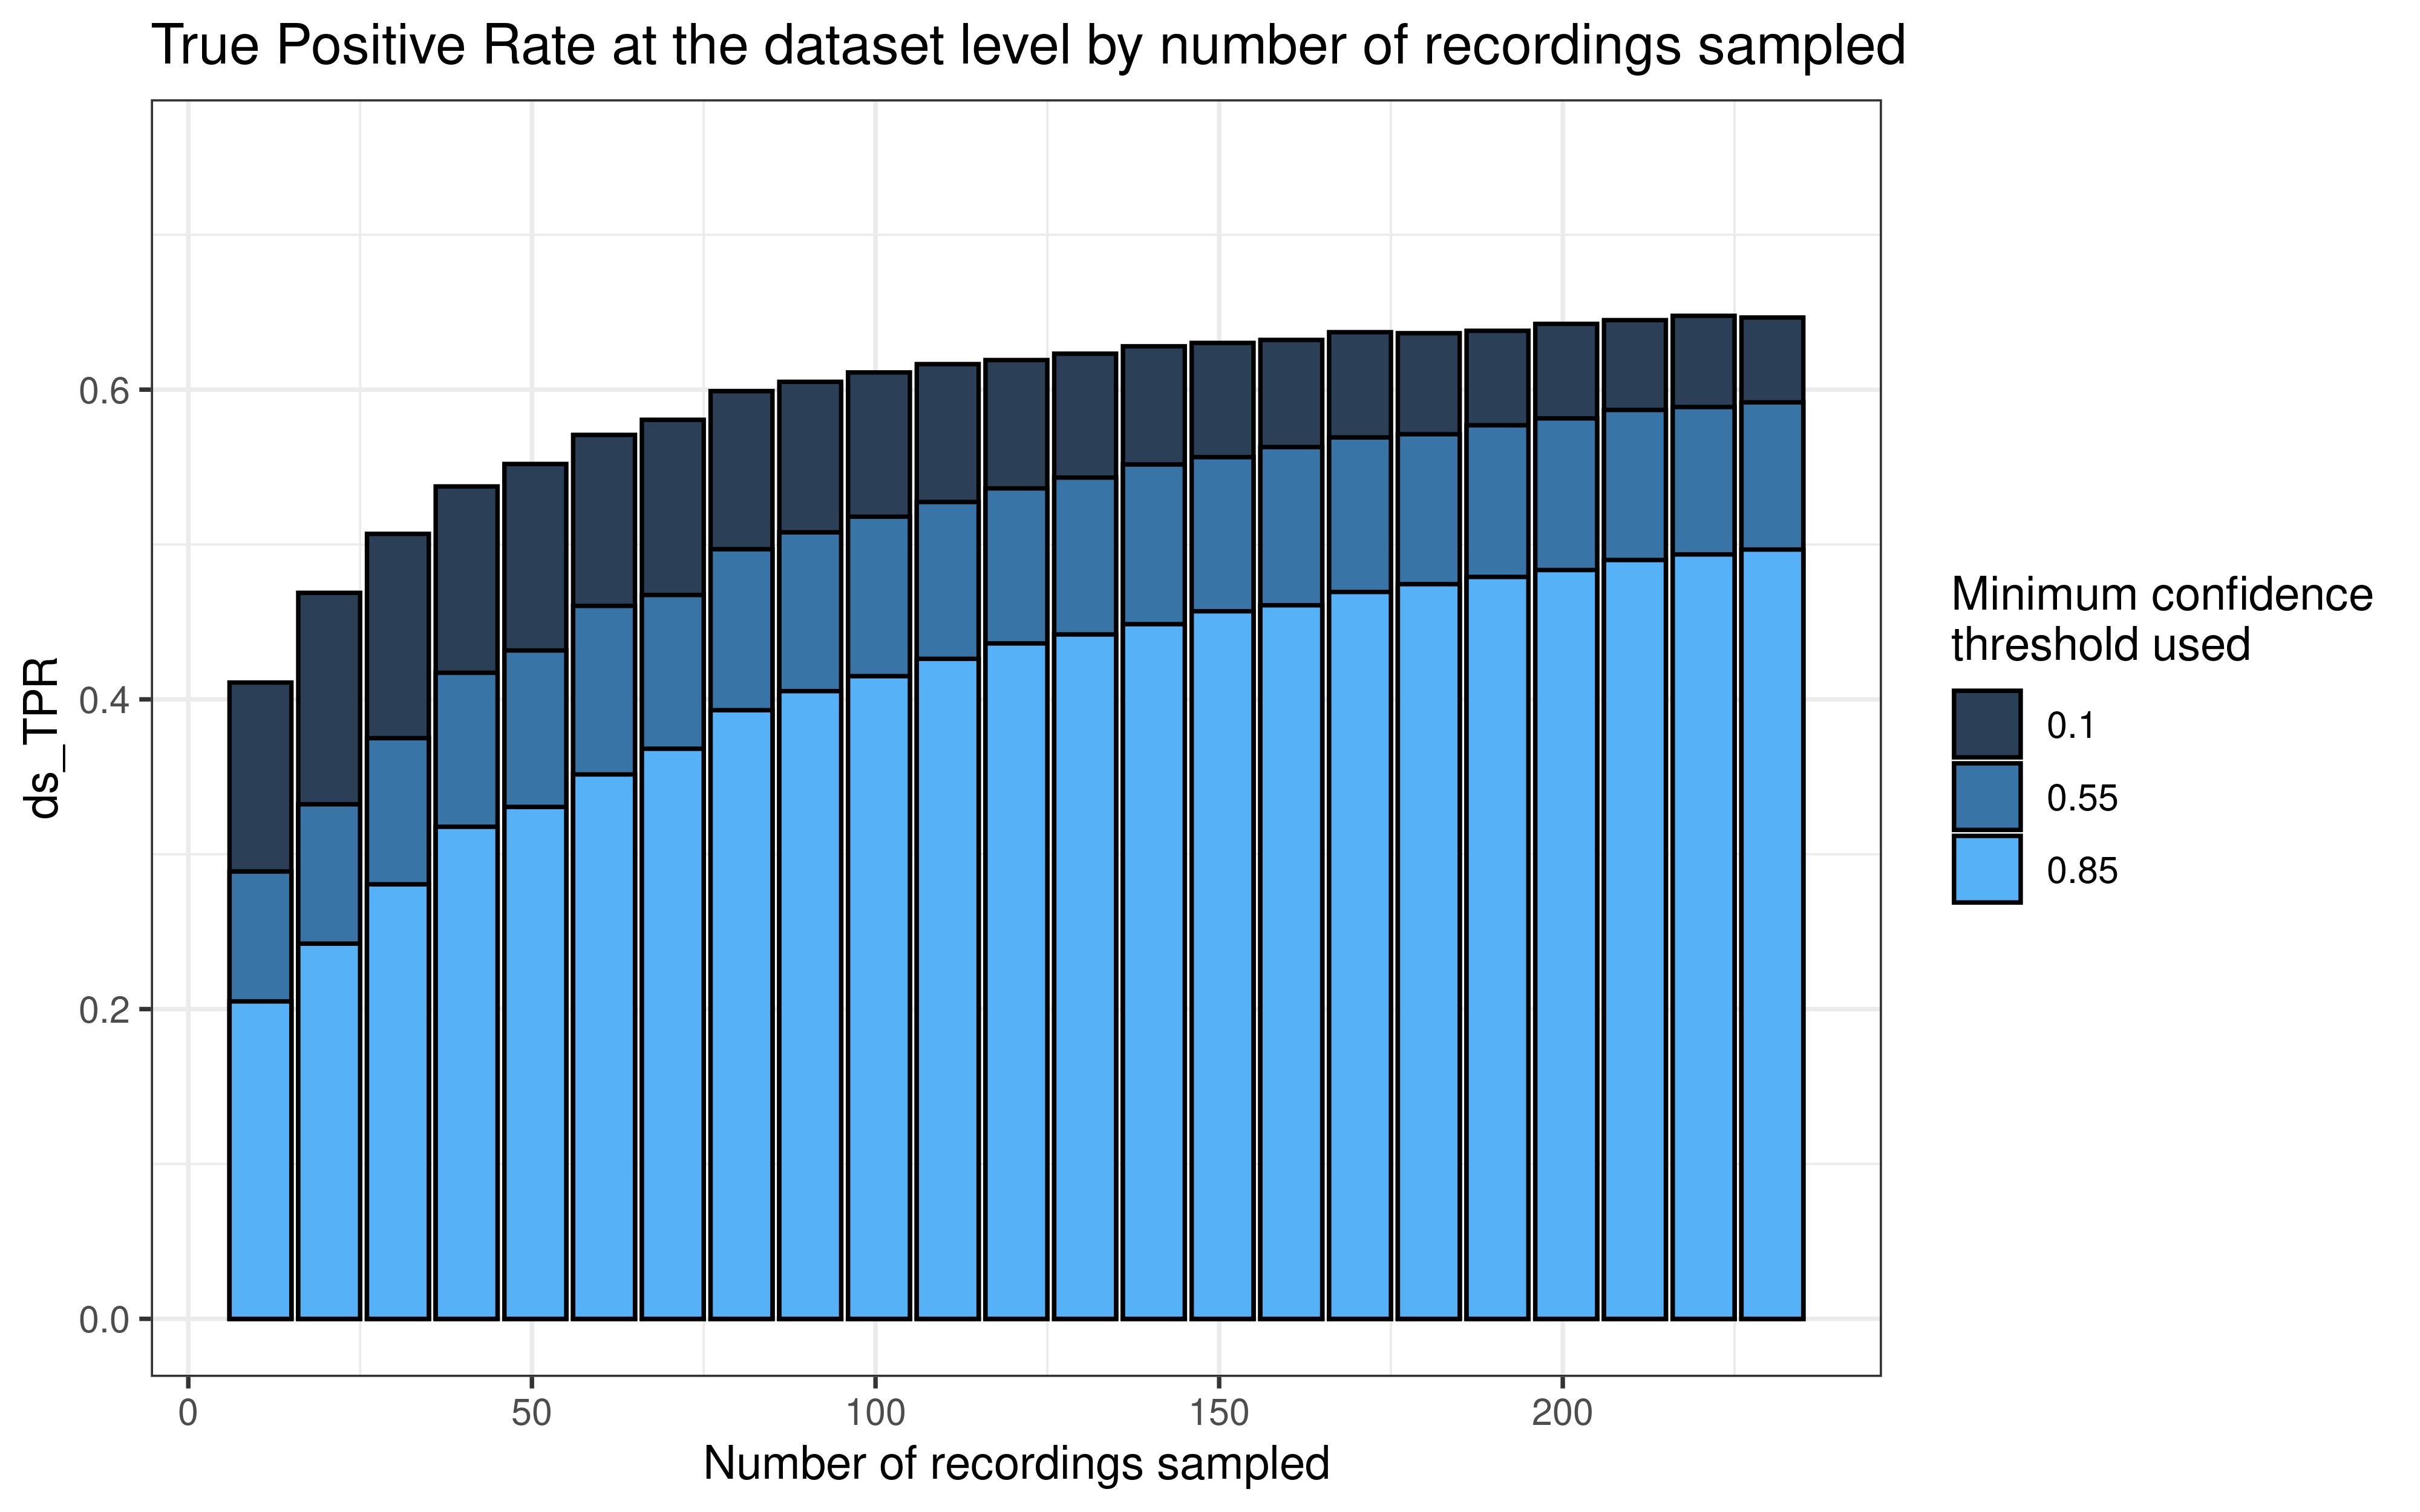 True Positive Rate at the dataset level by number of recordings sampled
ds_TPR
0.6
0.4
0.2
0.0
0 50 100 150 200
Number of recordings sampled
Minimum confidence
threshold used
0.1
0.55
0.85